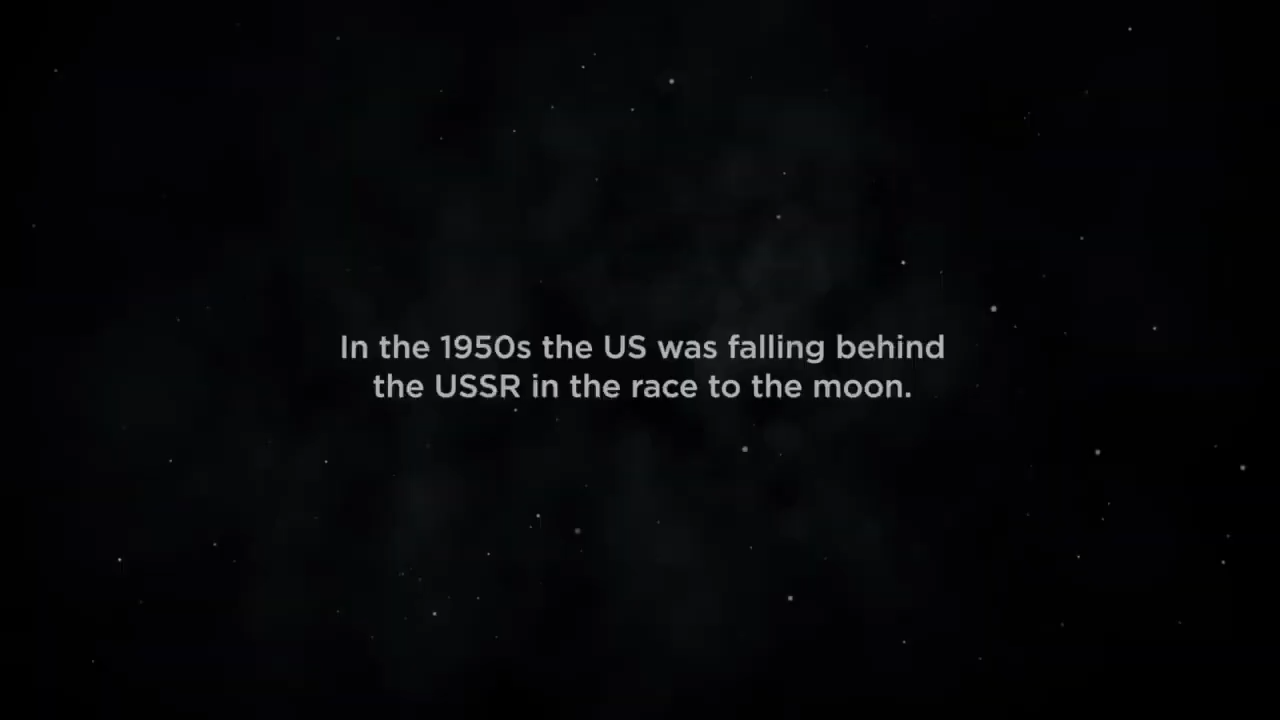 In the 1950s the US was falling behind
the USSR in the race to the moon.